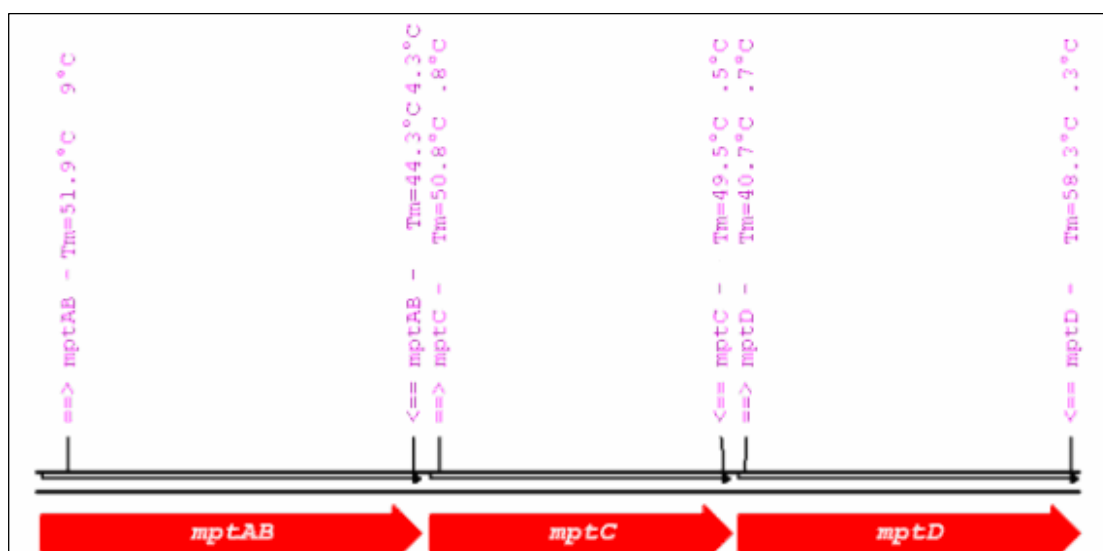 ==> mptAB - Tm=51.9°C 9°C
<== mptAB - Tm=44.3°C 4.3°C
==> mptC - Tm=50.8°C .8°C
<== mptC - Tm=49.5°C .5°C
==> mptD - Tm=40.7°C .7°C
<== mptD - Tm=58.3°C .3°C
mptAB
mptC
mptD